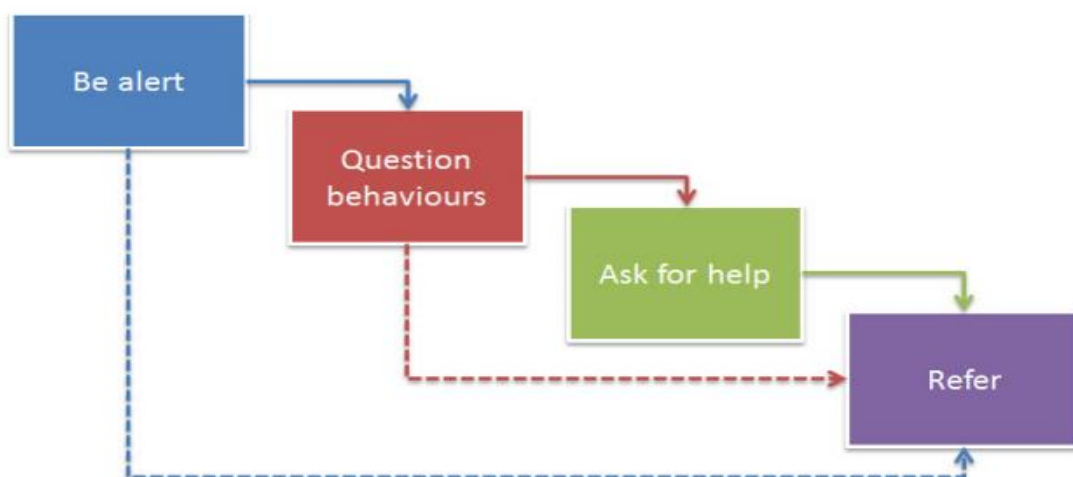 Be alert
Question
behaviours
Ask for help
Refer